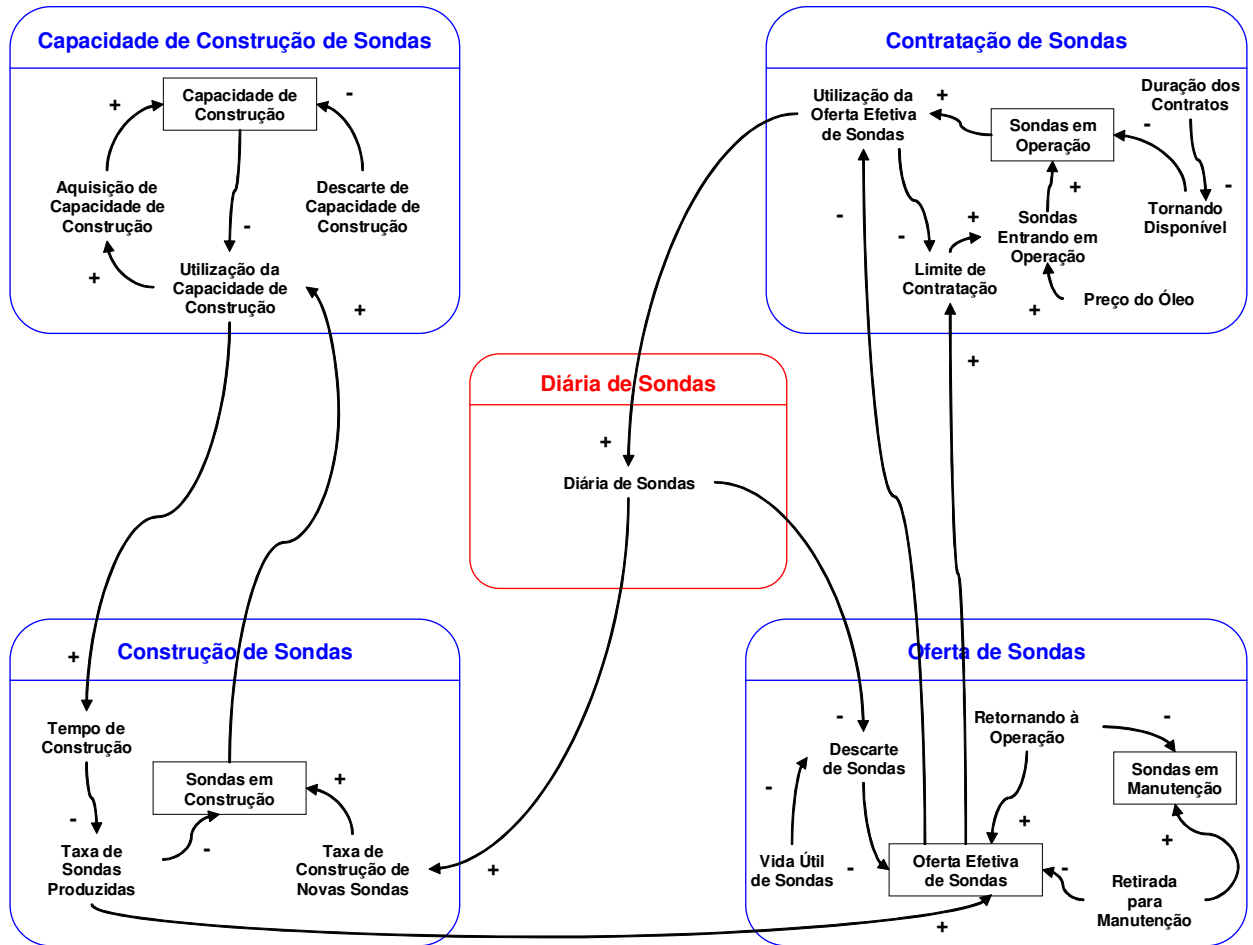 Capacidade de Construção de Sondas
Capacidade de
Construção
+
-
Aquisição de
Capacidade de
Construção
Descarte de
Capacidade de
Construção
-
+
Utilização da
Capacidade de
Construção
+
Contratação de Sondas
Utilização da
Oferta Efetiva
de Sondas
+
Sondas em
Operação
Duração dos
Contratos
-
-
+
Tornando
Disponível
-
-
+
Sondas
Entrando em
Operação
Limite de
Contratação
+
Preço do Óleo
+
Diária de Sondas
+
Diária de Sondas
Construção de Sondas
+
Tempo de
Construção
Sondas em
Construção
+
-
-
Taxa de
Sondas
Produzidas
Taxa de
Construção de
Novas Sondas
+
Oferta de Sondas
-
Descarte
de Sondas
Retornando à
Operação
-
Sondas em
Manutenção
-
+
+
Vida Útil
de Sondas
-
Oferta Efetiva
de Sondas
-
Retirada
para
Manutenção
+